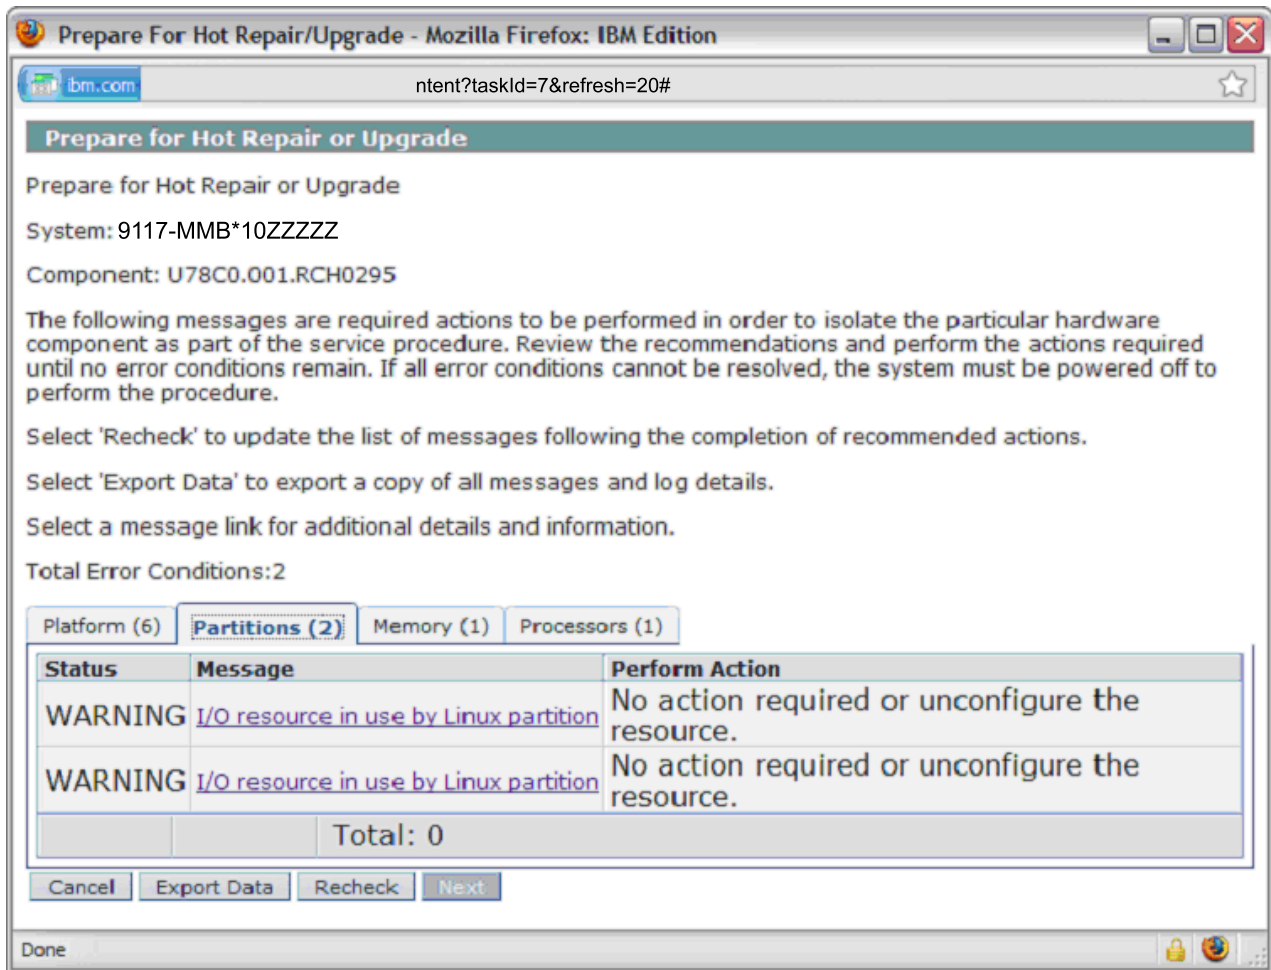 Prepare For Hot Repair/Upgrade - Mozilla Firefox: IBM Edition
ibm.com ntent?taskId=7&refresh=20#
Prepare for Hot Repair or Upgrade
Prepare for Hot Repair or Upgrade
System: 9117-MMB*10ZZZZZ
Component: U78C0.001.RCH0295
The following messages are required actions to be performed in order to isolate the particular hardware
component as part of the service procedure. Review the recommendations and perform the actions required
until no error conditions remain. If all error conditions cannot be resolved, the system must be powered off to
perform the procedure.
Select 'Recheck' to update the list of messages following the completion of recommended actions.
Select 'Export Data' to export a copy of all messages and log details.
Select a message link for additional details and information.
Total Error Conditions:2
Platform (6) Partitions (2) Memory (1) Processors (1)
Status Message Perform Action
WARNING I/O resource in use by Linux partition No action required or unconfigure the
resource.
WARNING I/O resource in use by Linux partition No action required or unconfigure the
resource.
Total: 0
Cancel Export Data Recheck Next
Done